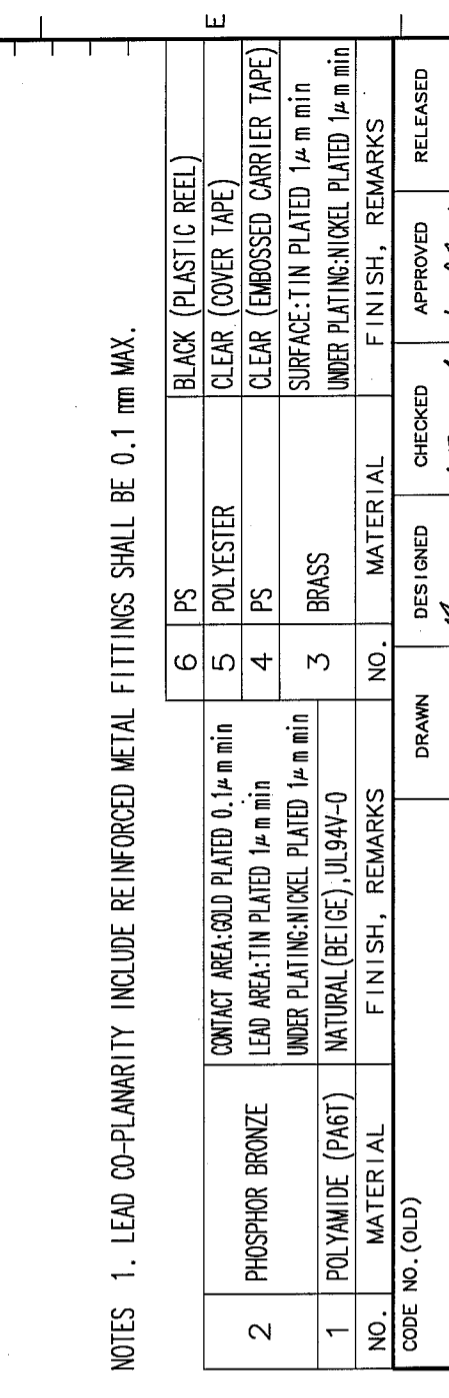 E
NOTES 1. LEAD CO-PLANARITY INCLUDE REINFORCED METAL FITTINGS SHALL BE 0.1 mm MAX.
6 PS BLACK (PLASTIC REEL)
5 POLYESTER CLEAR (COVER TAPE)
4 PS CLEAR (EMBOSSED CARRIER TAPE)
3 BRASS SURFACE:TIN PLATED 1μm min
UNDER PLATING:NICKEL PLATED 1μm min
NO. MATERIAL FINISH, REMARKS
2 PHOSPHOR BRONZE CONTACT AREA:GOLD PLATED 0.1μm min
LEAD AREA:TIN PLATED 1μm min
UNDER PLATING:NICKEL PLATED 1μm min
1 POLYAMIDE (PA6T) NATURAL(BEIGE),UL94V-0
NO. MATERIAL FINISH, REMARKS
CODE NO.(OLD) DRAWN DESIGNED CHECKED APPROVED RELEASED